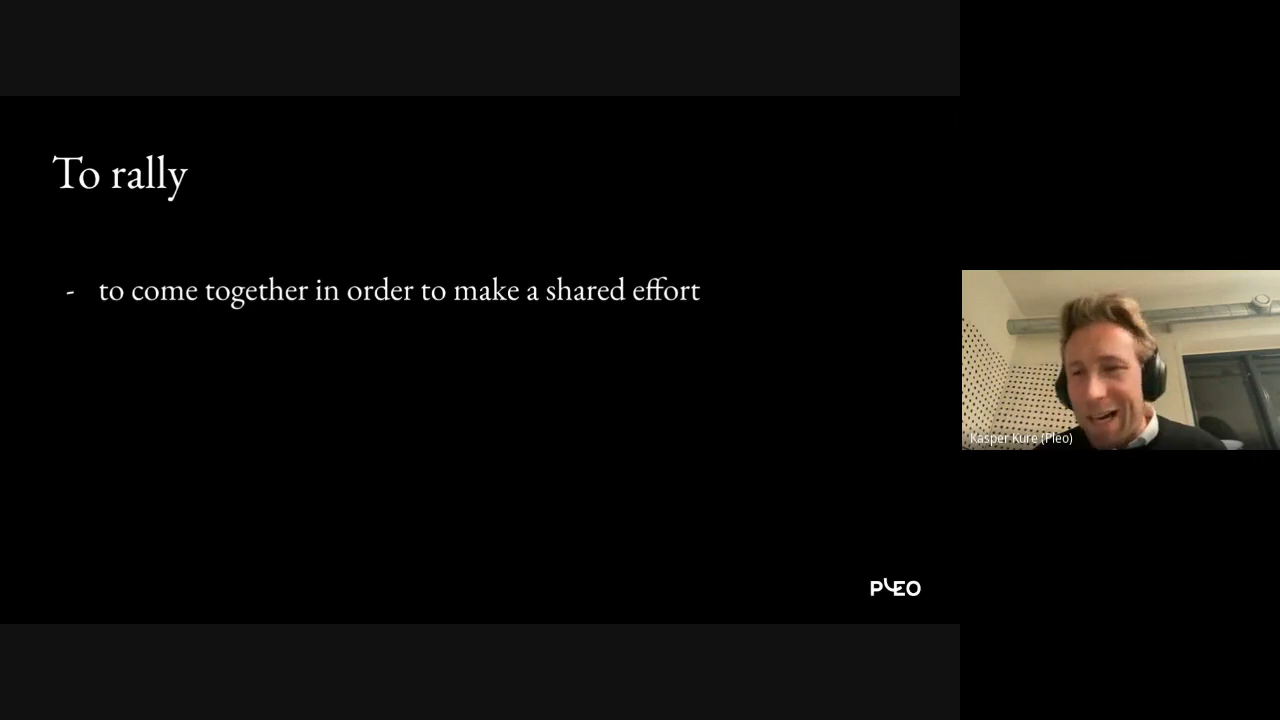 To rally
- to come together in order to make a shared effort
PLEO
Kasper Kure (Pleo)